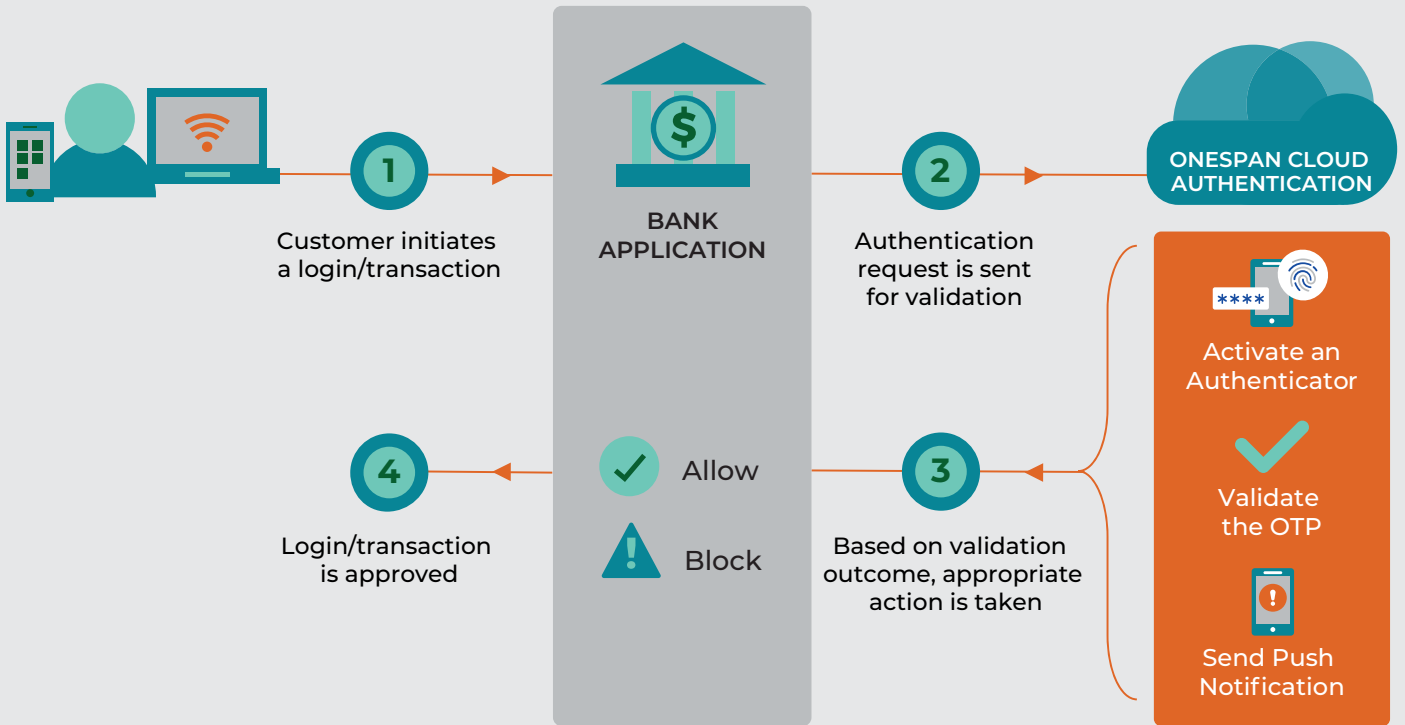 1
Customer initiates
a login/transaction
$
BANK
APPLICATION
2
Authentication
request is sent
for validation
ONESPAN CLOUD
AUTHENTICATION
****
Activate an
Authenticator
Validate
the OTP
!
Send Push
Notification
3
Based on validation
outcome, appropriate
action is taken
Allow
!
Block
4
Login/transaction
is approved